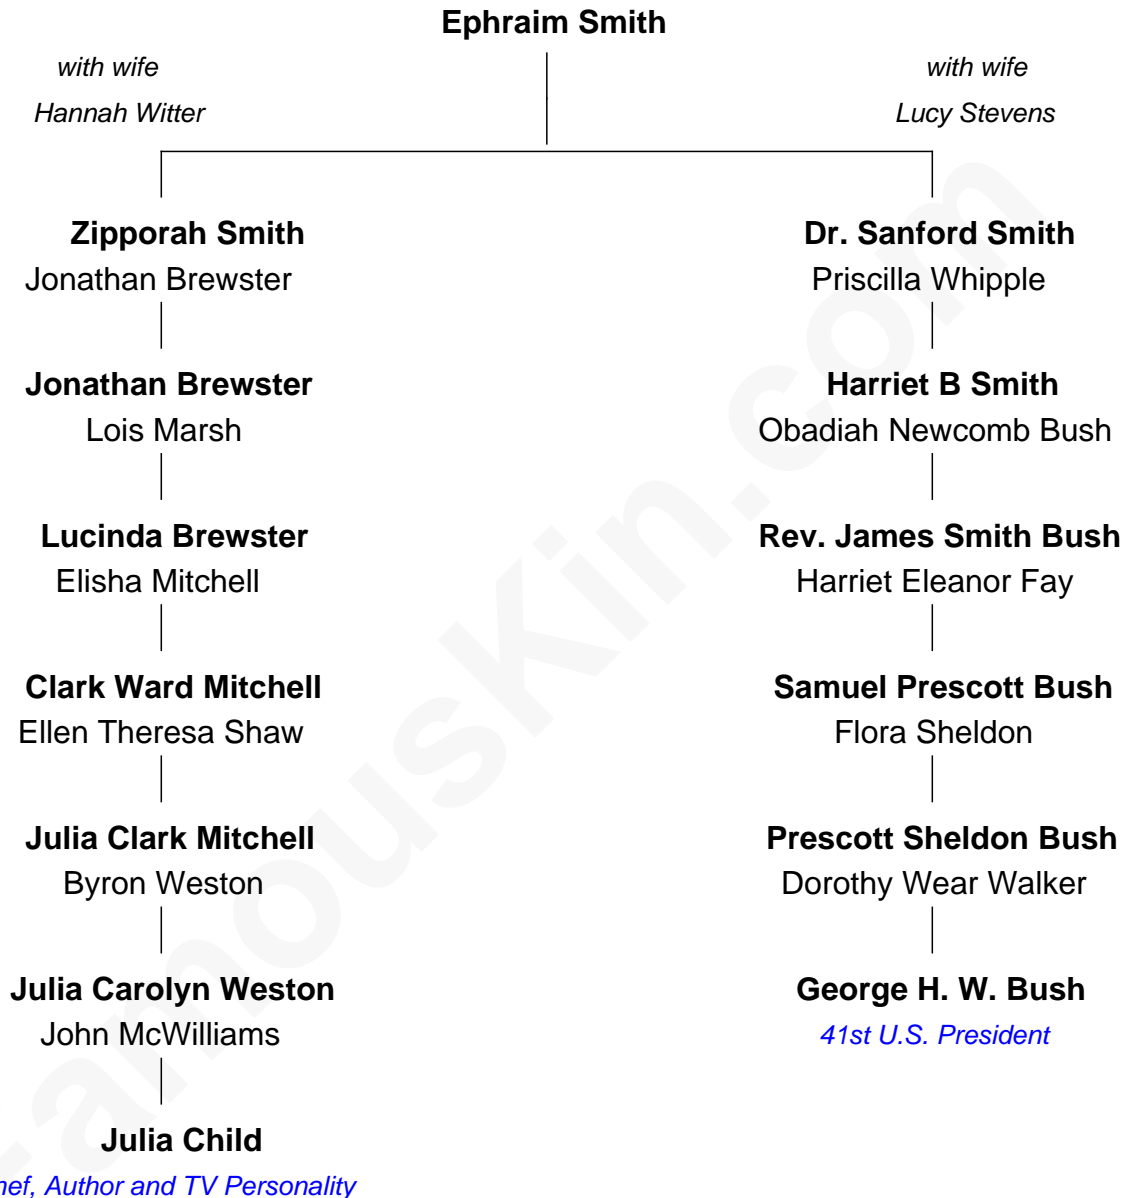 Ephraim Smith
with wife
Hannah Witter
with wife
Lucy Stevens
Zipporah Smith
Jonathan Brewster
Dr. Sanford Smith
Priscilla Whipple
Jonathan Brewster
Lois Marsh
Harriet B Smith
Obadiah Newcomb Bush
Lucinda Brewster
Elisha Mitchell
Rev. James Smith Bush
Harriet Eleanor Fay
Clark Ward Mitchell
Ellen Theresa Shaw
Samuel Prescott Bush
Flora Sheldon
Julia Clark Mitchell
Byron Weston
Prescott Sheldon Bush
Dorothy Wear Walker
Julia Carolyn Weston
John McWilliams
George H. W. Bush
41st U.S. President
Julia Child
hef, Author and TV Personality
FamousKin.com